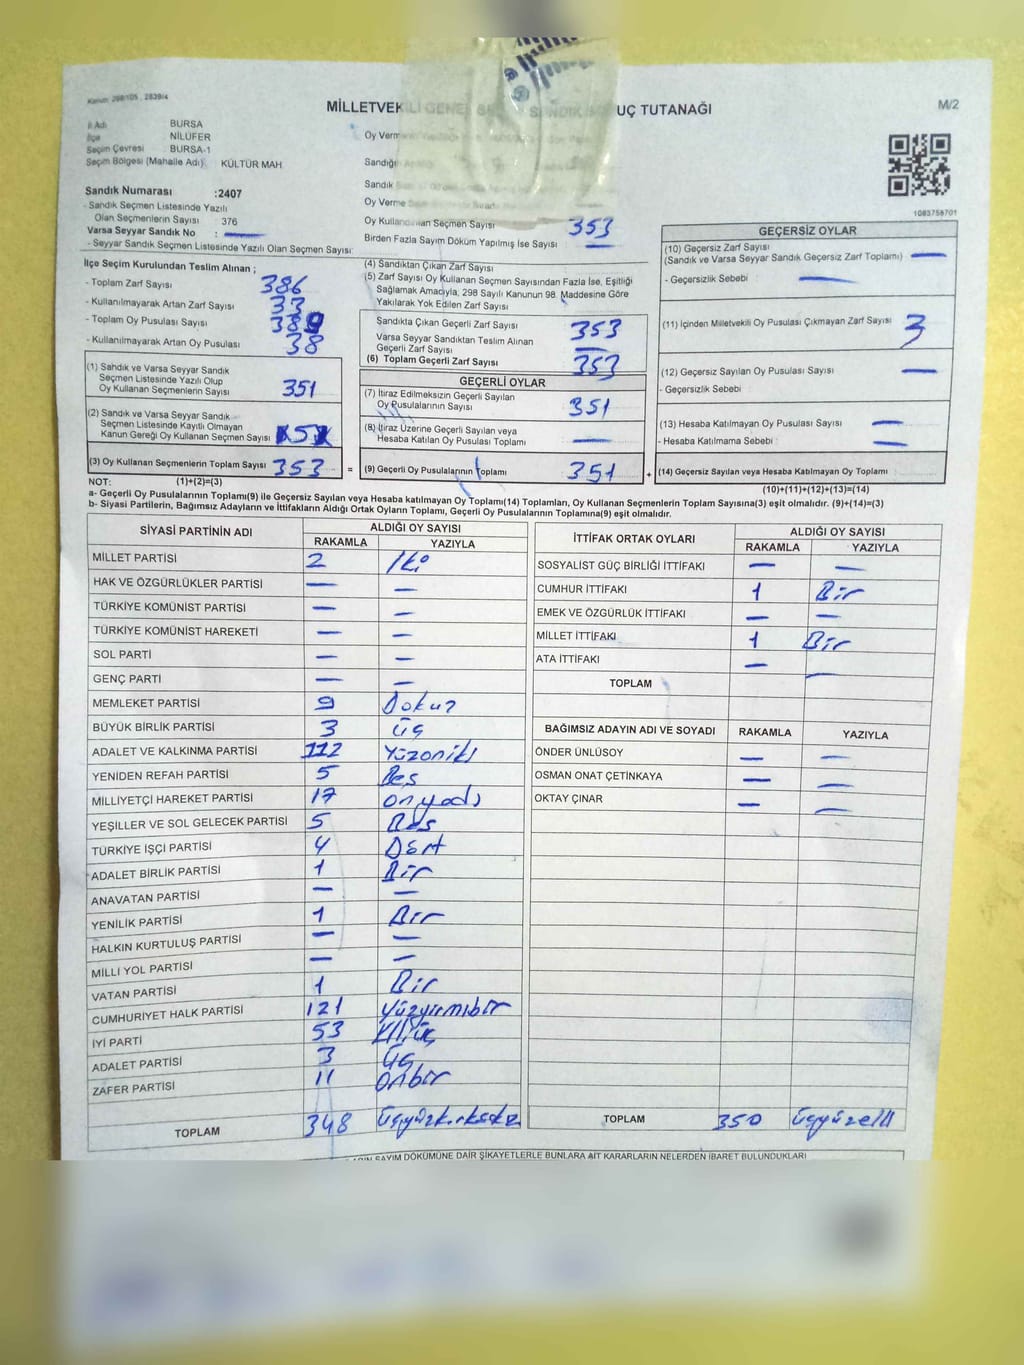 Kanun: 298/105 , 2839/4
MİLLETVEKİLİ GENEL SEÇİMİ SANDIK SONUÇ TUTANAĞI
M/2
İl Adı BURSA
İlçe NİLÜFER
Seçim Çevresi BURSA-1
Seçim Bölgesi (Mahalle Adı) KÜLTÜR MAH
Oy Verme
Sandığı
Sandık
Oy Verme
1083758701
Sandık Numarası :2407
- Sandık Seçmen Listesinde Yazılı
Olan Seçmenlerin Sayısı : 376
Varsa Seyyar Sandık No : —
- Seyyar Sandık Seçmen Listesinde Yazılı Olan Seçmen Sayısı:
Oy Kullanılan Seçmen Sayısı 353
Birden Fazla Sayım Döküm Yapılmış İse Sayısı —
İlçe Seçim Kurulundan Teslim Alınan ;
- Toplam Zarf Sayısı 386
- Kullanılmayarak Artan Zarf Sayısı 33
- Toplam Oy Pusulası Sayısı 389
- Kullanılmayarak Artan Oy Pusulası 38
(1) Sandık ve Varsa Seyyar Sandık
Seçmen Listesinde Yazılı Olup
Oy Kullanan Seçmenlerin Sayısı 351
(2) Sandık ve Varsa Seyyar Sandık
Seçmen Listesinde Kayıtlı Olmayan
Kanun Gereği Oy Kullanan Seçmen Sayısı
(3) Oy Kullanan Seçmenlerin Toplam Sayısı 353 =
(4) Sandıktan Çıkan Zarf Sayısı
(5) Zarf Sayısı Oy Kullanan Seçmen Sayısından Fazla İse, Eşitliği
Sağlamak Amacıyla, 298 Sayılı Kanunun 98. Maddesine Göre
Yakılarak Yok Edilen Zarf Sayısı
Sandıkta Çıkan Geçerli Zarf Sayısı 353
Varsa Seyyar Sandıktan Teslim Alınan
Geçerli Zarf Sayısı —
(6) Toplam Geçerli Zarf Sayısı 353
GEÇERLİ OYLAR
(7) İtiraz Edilmeksizin Geçerli Sayılan
Oy Pusulalarının Sayısı 351
(8) İtiraz Üzerine Geçerli Sayılan veya
Hesaba Katılan Oy Pusulası Toplamı —
(9) Geçerli Oy Pusulalarının Toplamı 351 +
GEÇERSİZ OYLAR
(10) Geçersiz Zarf Sayısı
(Sandık ve Varsa Seyyar Sandık Geçersiz Zarf Toplamı) —
- Geçersizlik Sebebi : —
(11) İçinden Milletvekili Oy Pusulası Çıkmayan Zarf Sayısı 3
(12) Geçersiz Sayılan Oy Pusulası Sayısı —
- Geçersizlik Sebebi :
(13) Hesaba Katılmayan Oy Pusulası Sayısı —
- Hesaba Katılmama Sebebi : —
(14) Geçersiz Sayılan veya Hesaba Katılmayan Oy Toplamı
NOT: (1)+(2)=(3)
(10)+(11)+(12)+(13)=(14)
a- Geçerli Oy Pusulalarının Toplamı(9) ile Geçersiz Sayılan veya Hesaba katılmayan Oy Toplamı(14) Toplamları, Oy Kullanan Seçmenlerin Toplam Sayısına(3) eşit olmalıdır. (9)+(14)=(3)
b- Siyasi Partilerin, Bağımsız Adayların ve İttifakların Aldığı Ortak Oyların Toplamı, Geçerli Oy Pusulalarının Toplamına(9) eşit olmalıdır.
SİYASİ PARTİNİN ADI ALDIĞI OY SAYISI
RAKAMLA YAZIYLA
MİLLET PARTİSİ 2 İki
HAK VE ÖZGÜRLÜKLER PARTİSİ — —
TÜRKİYE KOMÜNİST PARTİSİ — —
TÜRKİYE KOMÜNİST HAREKETİ — —
SOL PARTİ — —
GENÇ PARTİ — —
MEMLEKET PARTİSİ 9 Dokuz
BÜYÜK BİRLİK PARTİSİ 3 üç
ADALET VE KALKINMA PARTİSİ 112 Yüzoniki
YENİDEN REFAH PARTİSİ 5 Beş
MİLLİYETÇİ HAREKET PARTİSİ 17 onyedi
YEŞİLLER VE SOL GELECEK PARTİSİ 5 Beş
TÜRKİYE İŞÇİ PARTİSİ 4 Dört
ADALET BİRLİK PARTİSİ 1 Bir
ANAVATAN PARTİSİ — —
YENİLİK PARTİSİ 1 Bir
HALKIN KURTULUŞ PARTİSİ — —
MİLLİ YOL PARTİSİ — —
VATAN PARTİSİ 1 Bir
CUMHURİYET HALK PARTİSİ 121 Yüzyirmibir
İYİ PARTİ 53 Elliüç
ADALET PARTİSİ 3 üç
ZAFER PARTİSİ 11 onbir
TOPLAM 348 üçyüzkırksekiz
İTTİFAK ORTAK OYLARI ALDIĞI OY SAYISI
RAKAMLA YAZIYLA
SOSYALİST GÜÇ BİRLİĞİ İTTİFAKI — —
CUMHUR İTTİFAKI 1 Bir
EMEK VE ÖZGÜRLÜK İTTİFAKI — —
MİLLET İTTİFAKI 1 Bir
ATA İTTİFAKI — —
TOPLAM
BAĞIMSIZ ADAYIN ADI VE SOYADI RAKAMLA YAZIYLA
ÖNDER ÜNLÜSOY — —
OSMAN ONAT ÇETİNKAYA — —
OKTAY ÇINAR — —
TOPLAM 350 üçyüzelli
SAYIM DÖKÜMÜNE DAİR ŞİKAYETLERLE BUNLARA AİT KARARLARIN NELERDEN İBARET BULUNDUKLARI